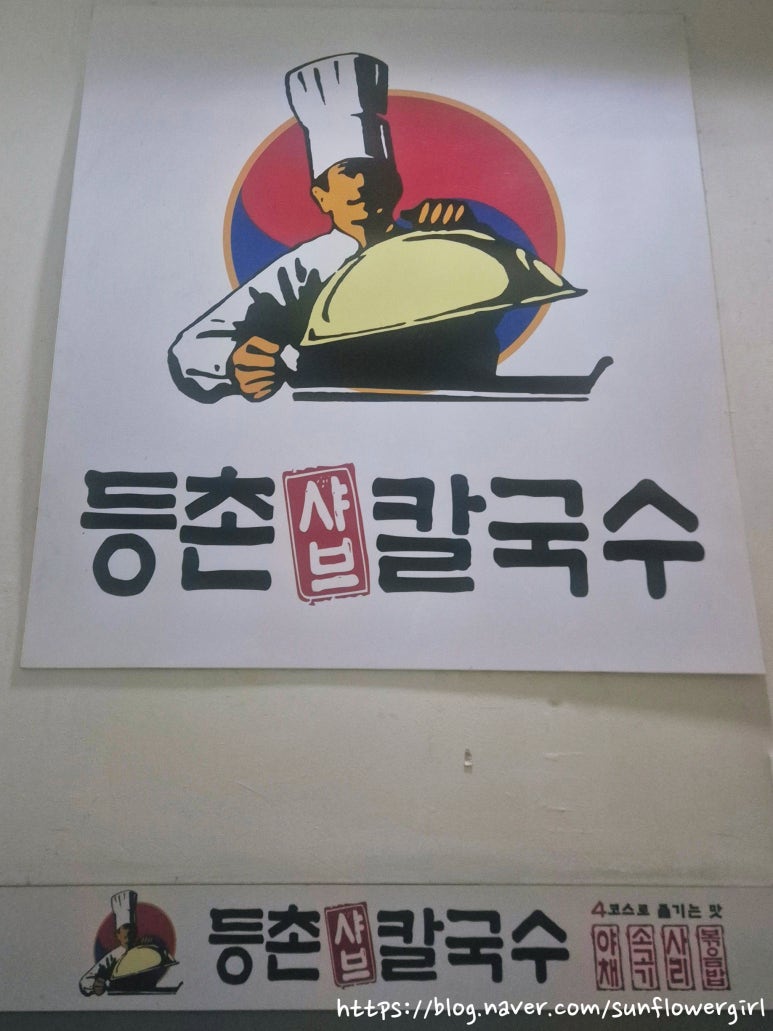 등촌샤브칼국수
등촌샤브칼국수
4코스로 즐기는 맛
야채 소고기 사리 볶음밥
https://blog.naver.com/sunflowergirl